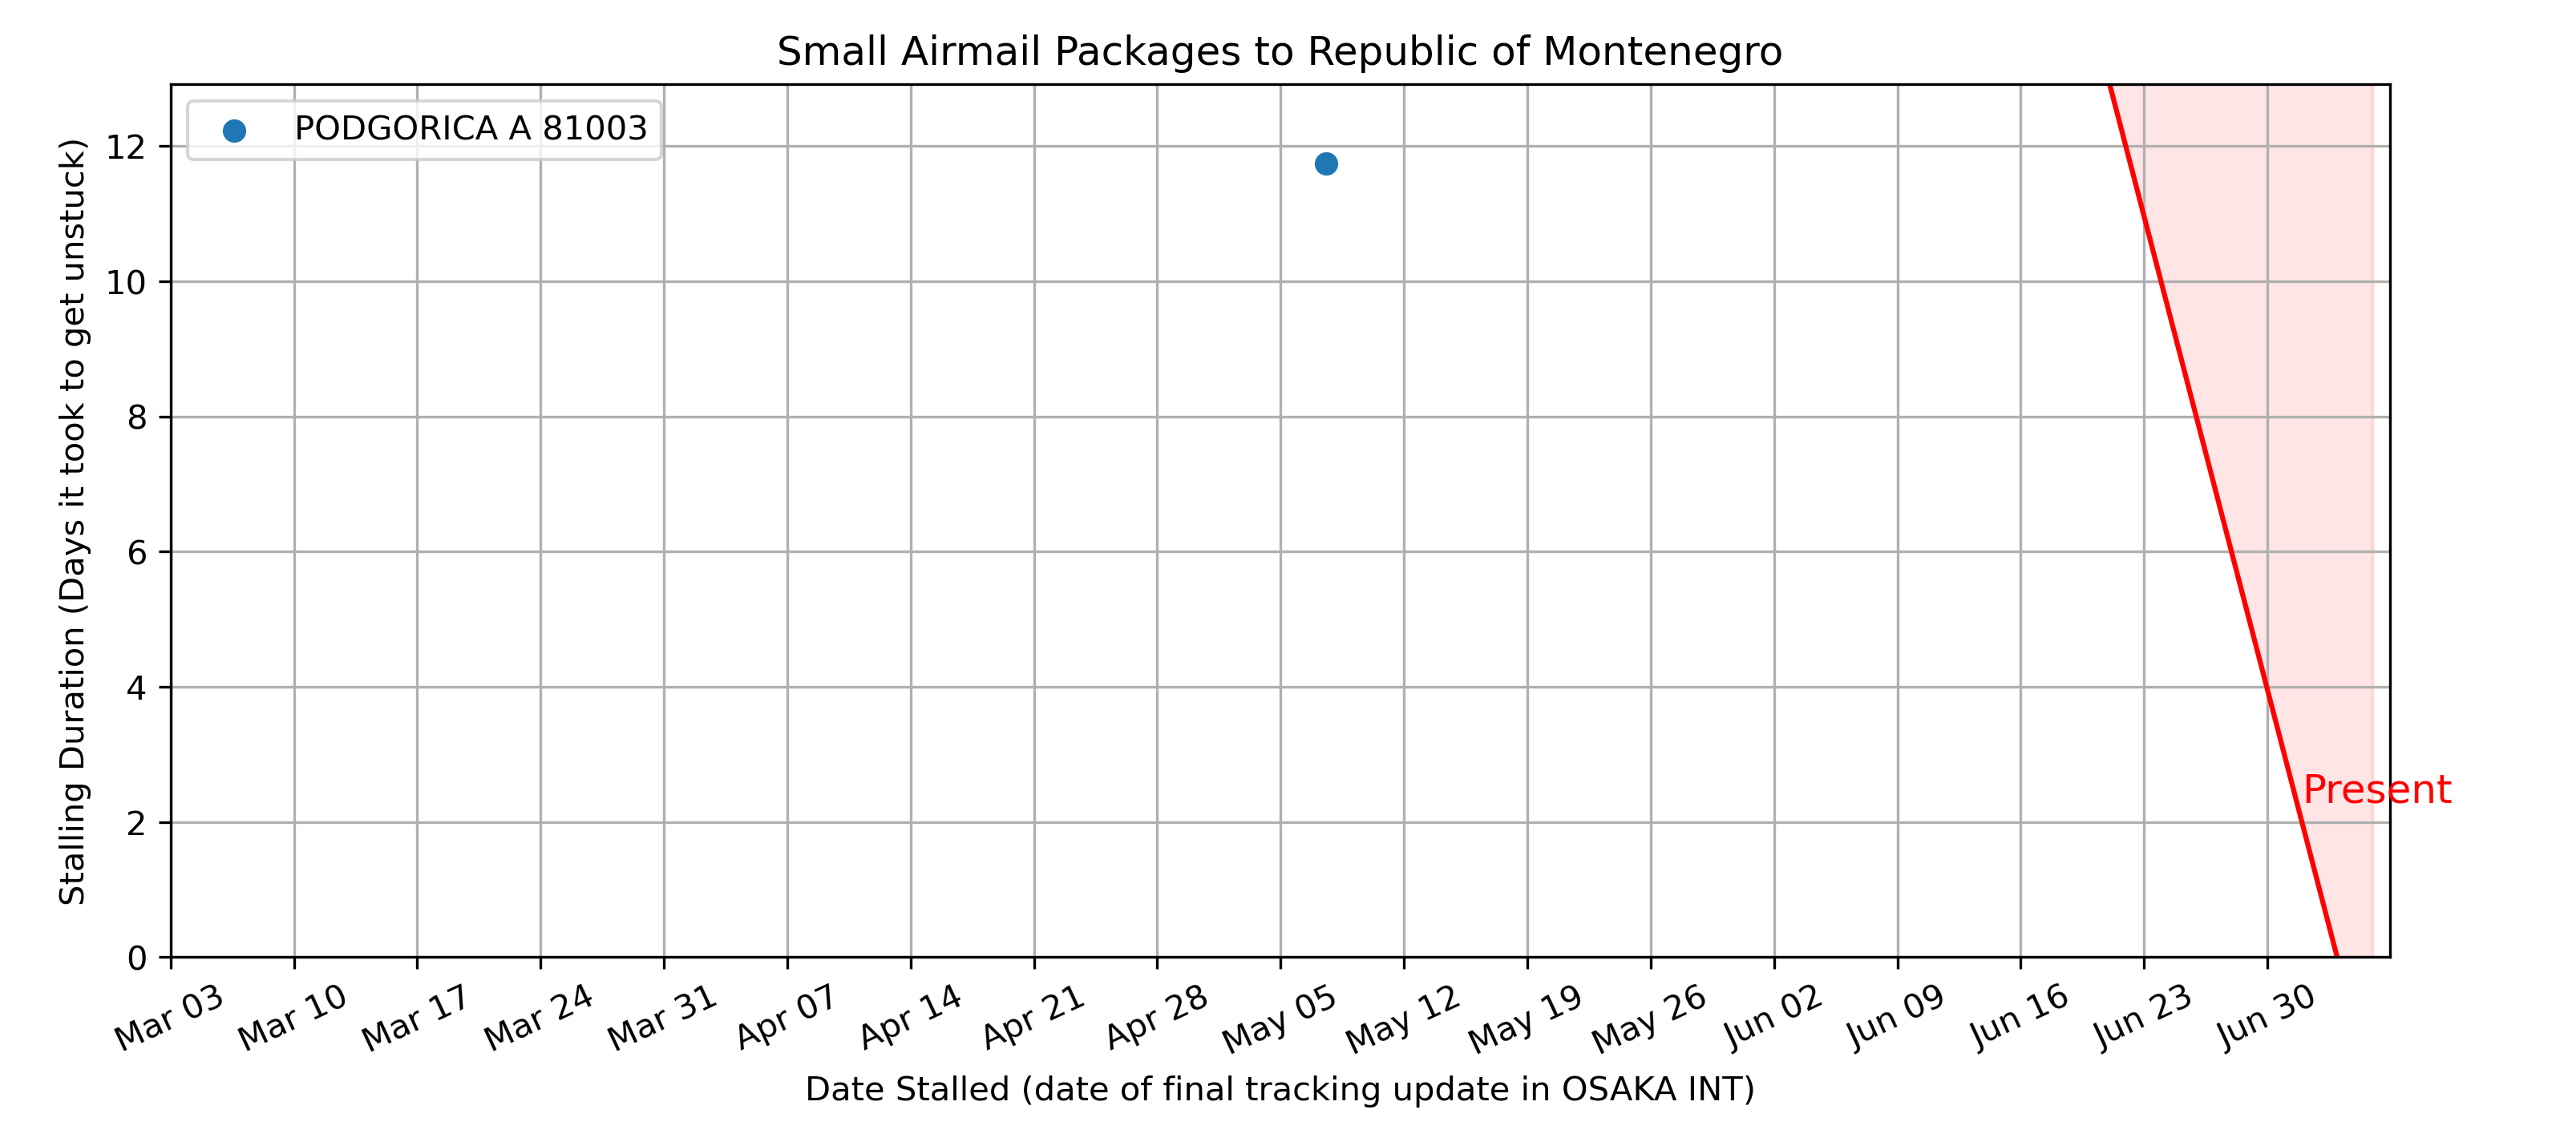 Small Airmail Packages to Republic of Montenegro
PODGORICA A 81003
Stalling Duration (Days it took to get unstuck)
12
10
8
6
4
2
0
Present
Mar 03
Mar 10
Mar 17
Mar 24
Mar 31
Apr 07
Apr 14
Apr 21
Apr 28
May 05
May 12
May 19
May 26
Jun 02
Jun 09
Jun 16
Jun 23
Jun 30
Date Stalled (date of final tracking update in OSAKA INT)